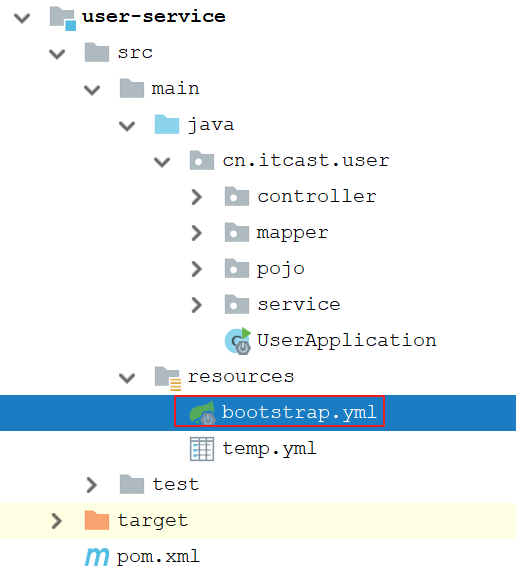 user-service
src
main
java
cn.itcast.user
controller
mapper
pojo
service
UserApplication
resources
bootstrap.yml
temp.yml
test
target
pom.xml